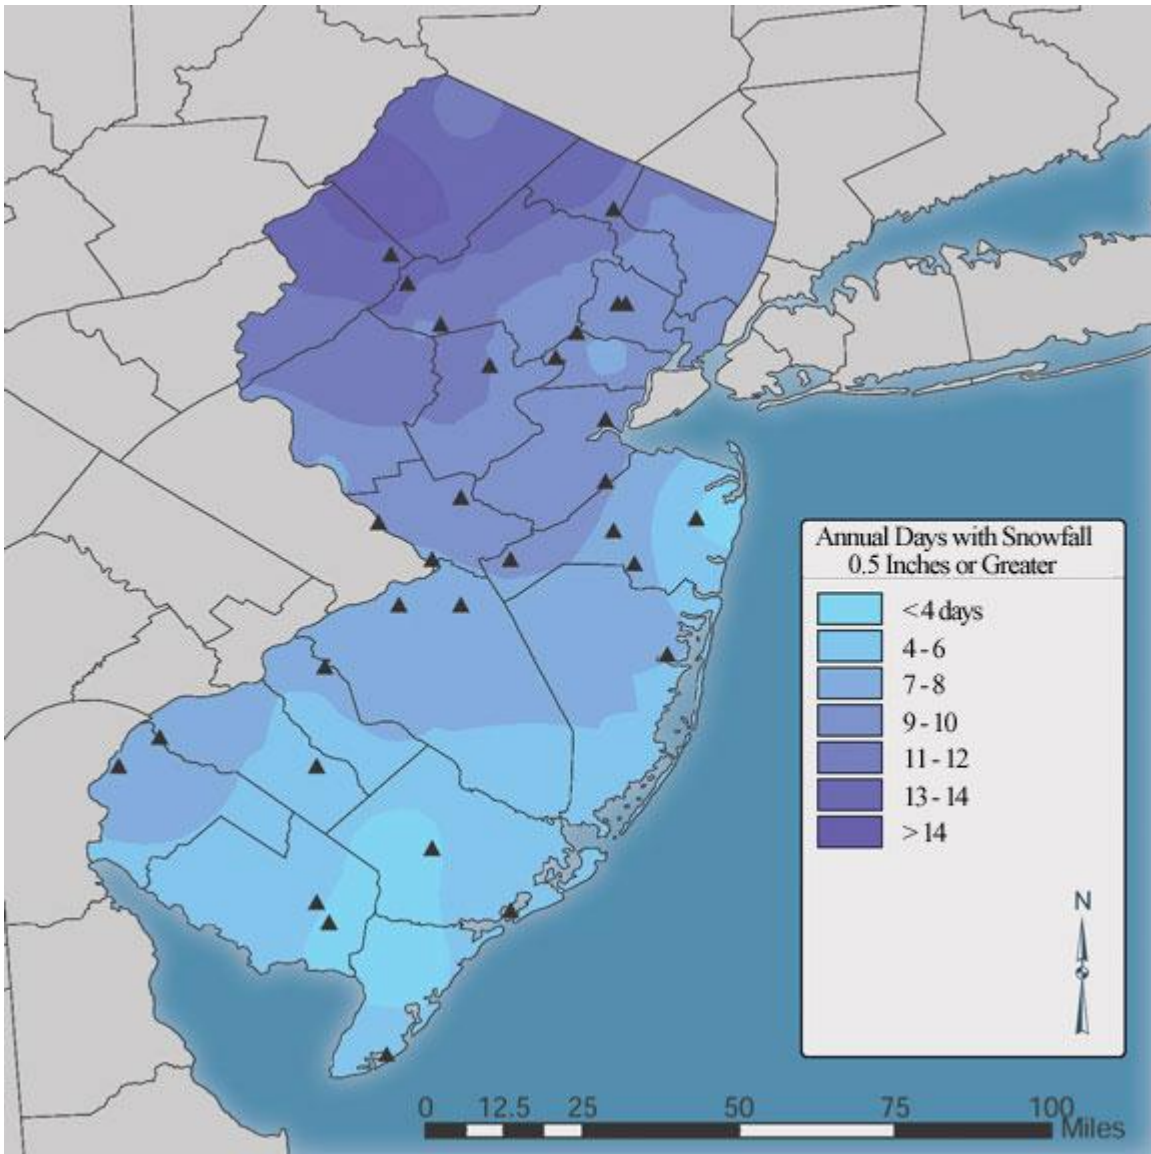 Annual Days with Snowfall
0.5 Inches or Greater
<4 days
4 - 6
7 - 8
9 - 10
11 - 12
13 - 14
>14
N
0 12.5 25 50 75 100
Miles